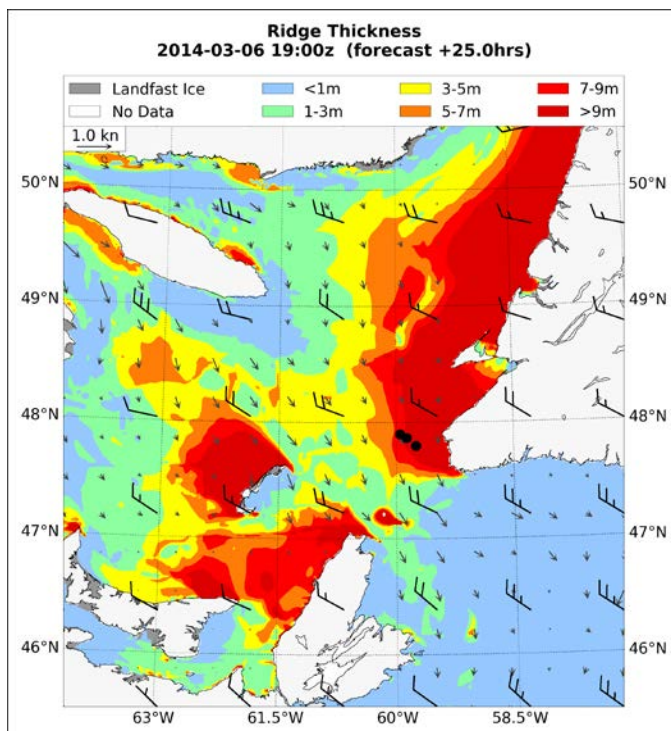 Ridge Thickness
2014-03-06 19:00z (forecast +25.0hrs)
Landfast Ice <1m 3-5m 7-9m
No Data 1-3m 5-7m >9m
1.0 kn
50°N 50°N
49°N 49°N
48°N 48°N
47°N 47°N
46°N 46°N
63°W 61.5°W 60°W 58.5°W